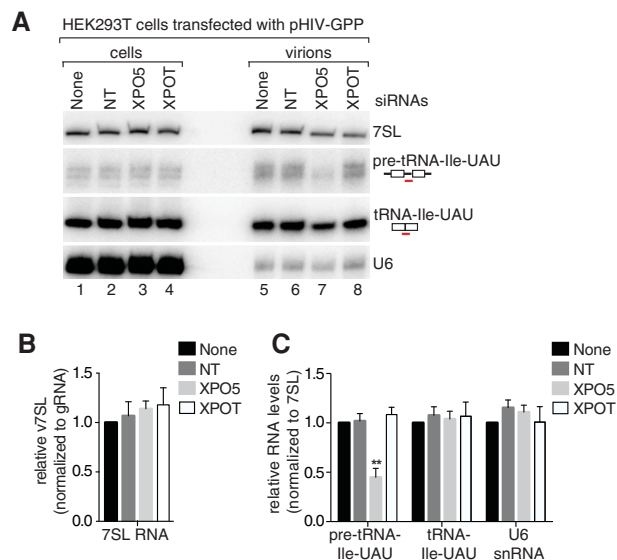 A
HEK293T cells transfected with pHIV-GPP
cells virions
None NT XPO5 XPOT None NT XPO5 XPOT siRNAs
7SL
pre-tRNA-Ile-UAU
tRNA-Ile-UAU
U6
1 2 3 4 5 6 7 8
B
relative v7SL
(normalized to gRNA)
1.5
1.0
0.5
0.0
7SL RNA
None
NT
XPO5
XPOT
C
relative RNA levels
(normalized to 7SL)
1.5
1.0
0.5
0.0
**
pre-tRNA-
Ile-UAU
tRNA-
Ile-UAU
U6
snRNA
None
NT
XPO5
XPOT